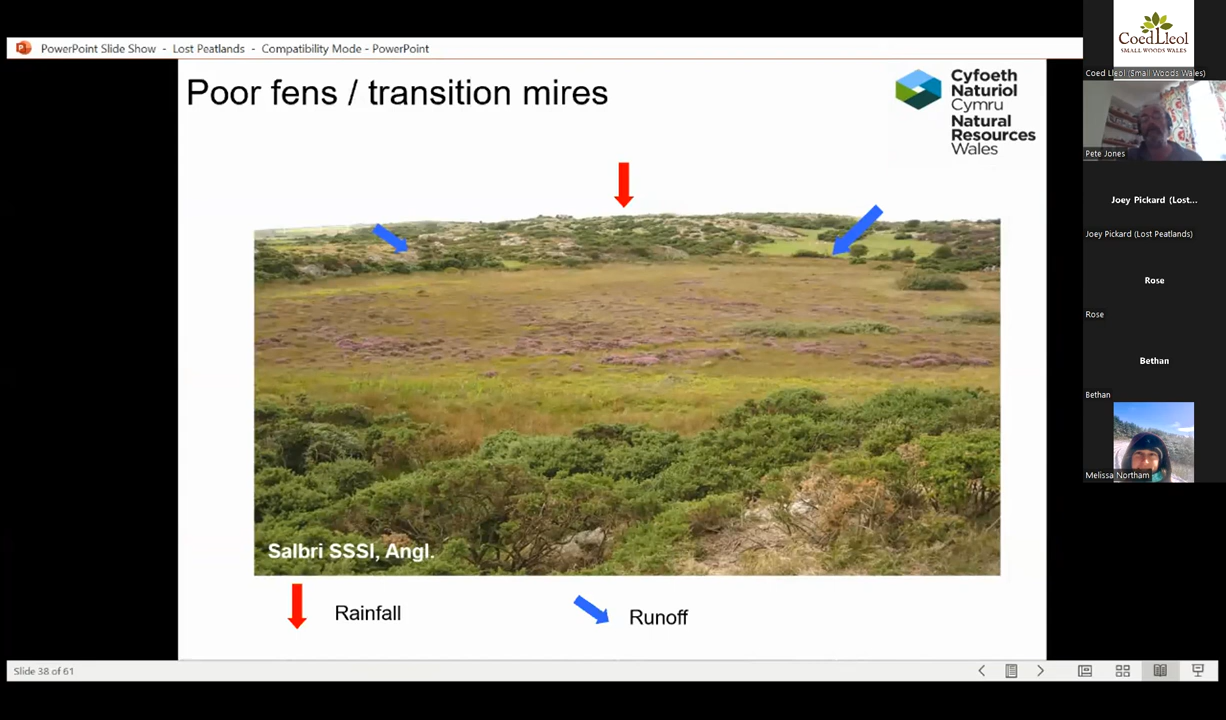 PowerPoint Slide Show - Lost Peatlands - Compatibility Mode - PowerPoint
Poor fens / transition mires
Cyfoeth
Naturiol
Cymru
Natural
Resources
Wales
Salbri SSSI, Angl.
Rainfall
Runoff
Slide 38 of 61
Coed Lleol
SMALL WOODS WALES
Coed Lleol (Small Woods Wales)
Pete Jones
Joey Pickard (Lost...
Joey Pickard (Lost Peatlands)
Rose
Rose
Bethan
Bethan
Melissa Northam